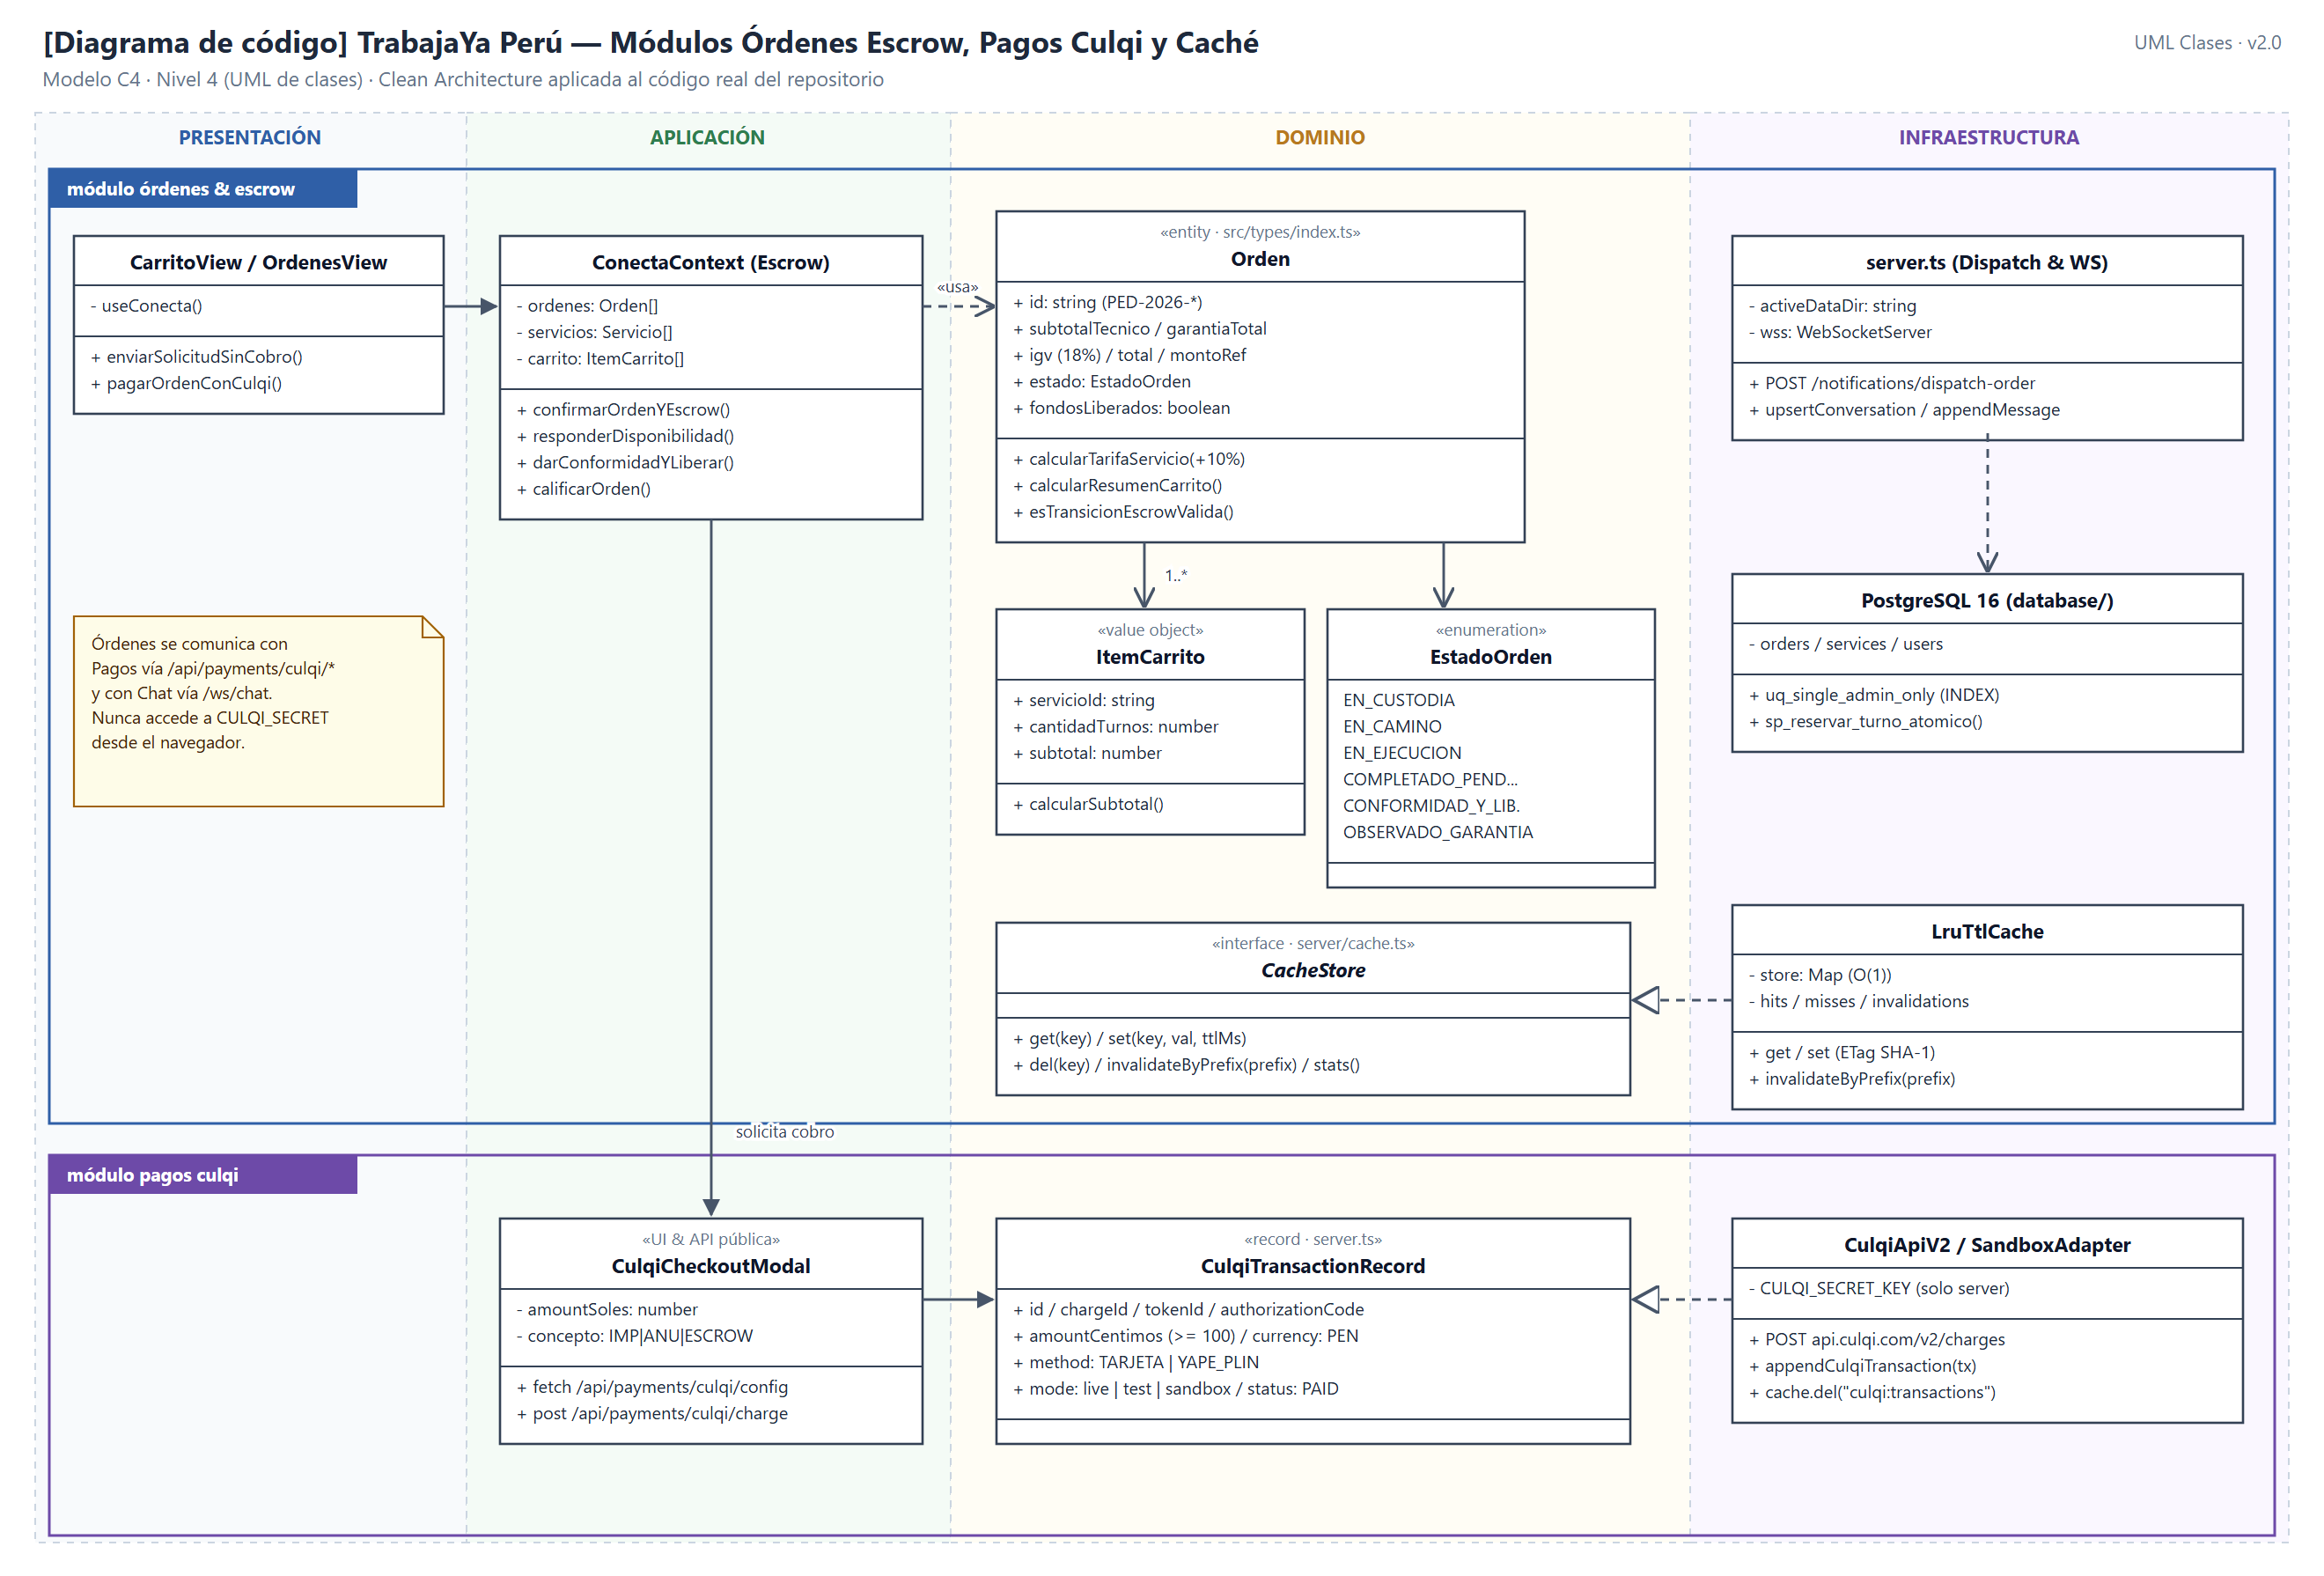 [Diagrama de código] TrabajaYa Perú — Módulos Órdenes Escrow, Pagos Culqi y Caché
UML Clases · v2.0
Modelo C4 · Nivel 4 (UML de clases) · Clean Architecture aplicada al código real del repositorio
PRESENTACIÓN
APLICACIÓN
DOMINIO
INFRAESTRUCTURA
módulo órdenes & escrow
CarritoView / OrdenesView
- useConecta()
+ enviarSolicitudSinCobro()
+ pagarOrdenConCulqi()
ConectaContext (Escrow)
- ordenes: Orden[]
- servicios: Servicio[]
- carrito: ItemCarrito[]
+ confirmarOrdenYEscrow()
+ responderDisponibilidad()
+ darConformidadYLiberar()
+ calificarOrden()
«usa»
«entity · src/types/index.ts»
Orden
+ id: string (PED-2026-*)
+ subtotalTecnico / garantiaTotal
+ igv (18%) / total / montoRef
+ estado: EstadoOrden
+ fondosLiberados: boolean
+ calcularTarifaServicio(+10%)
+ calcularResumenCarrito()
+ esTransicionEscrowValida()
server.ts (Dispatch & WS)
- activeDataDir: string
- wss: WebSocketServer
+ POST /notifications/dispatch-order
+ upsertConversation / appendMessage
1..*
Órdenes se comunica con
Pagos vía /api/payments/culqi/*
y con Chat vía /ws/chat.
Nunca accede a CULQI_SECRET
desde el navegador.
«value object»
ItemCarrito
+ servicioId: string
+ cantidadTurnos: number
+ subtotal: number
+ calcularSubtotal()
«enumeration»
EstadoOrden
EN_CUSTODIA
EN_CAMINO
EN_EJECUCION
COMPLETADO_PEND...
CONFORMIDAD_Y_LIB.
OBSERVADO_GARANTIA
PostgreSQL 16 (database/)
- orders / services / users
+ uq_single_admin_only (INDEX)
+ sp_reservar_turno_atomico()
«interface · server/cache.ts»
CacheStore
+ get(key) / set(key, val, ttlMs)
+ del(key) / invalidateByPrefix(prefix) / stats()
LruTtlCache
- store: Map (O(1))
- hits / misses / invalidations
+ get / set (ETag SHA-1)
+ invalidateByPrefix(prefix)
solicita cobro
módulo pagos culqi
«UI & API pública»
CulqiCheckoutModal
- amountSoles: number
- concepto: IMP|ANU|ESCROW
+ fetch /api/payments/culqi/config
+ post /api/payments/culqi/charge
«record · server.ts»
CulqiTransactionRecord
+ id / chargeId / tokenId / authorizationCode
+ amountCentimos (>= 100) / currency: PEN
+ method: TARJETA | YAPE_PLIN
+ mode: live | test | sandbox / status: PAID
CulqiApiV2 / SandboxAdapter
- CULQI_SECRET_KEY (solo server)
+ POST api.culqi.com/v2/charges
+ appendCulqiTransaction(tx)
+ cache.del("culqi:transactions")